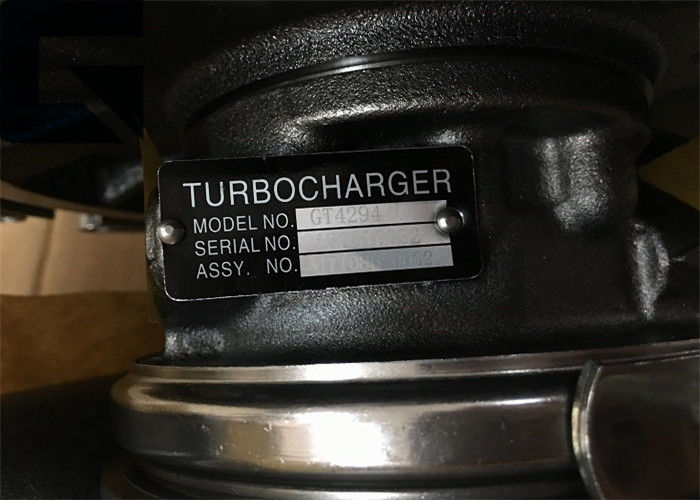 TURBOCHARGER
MODEL NO. GT4294
SERIAL NO.
ASSY. NO.